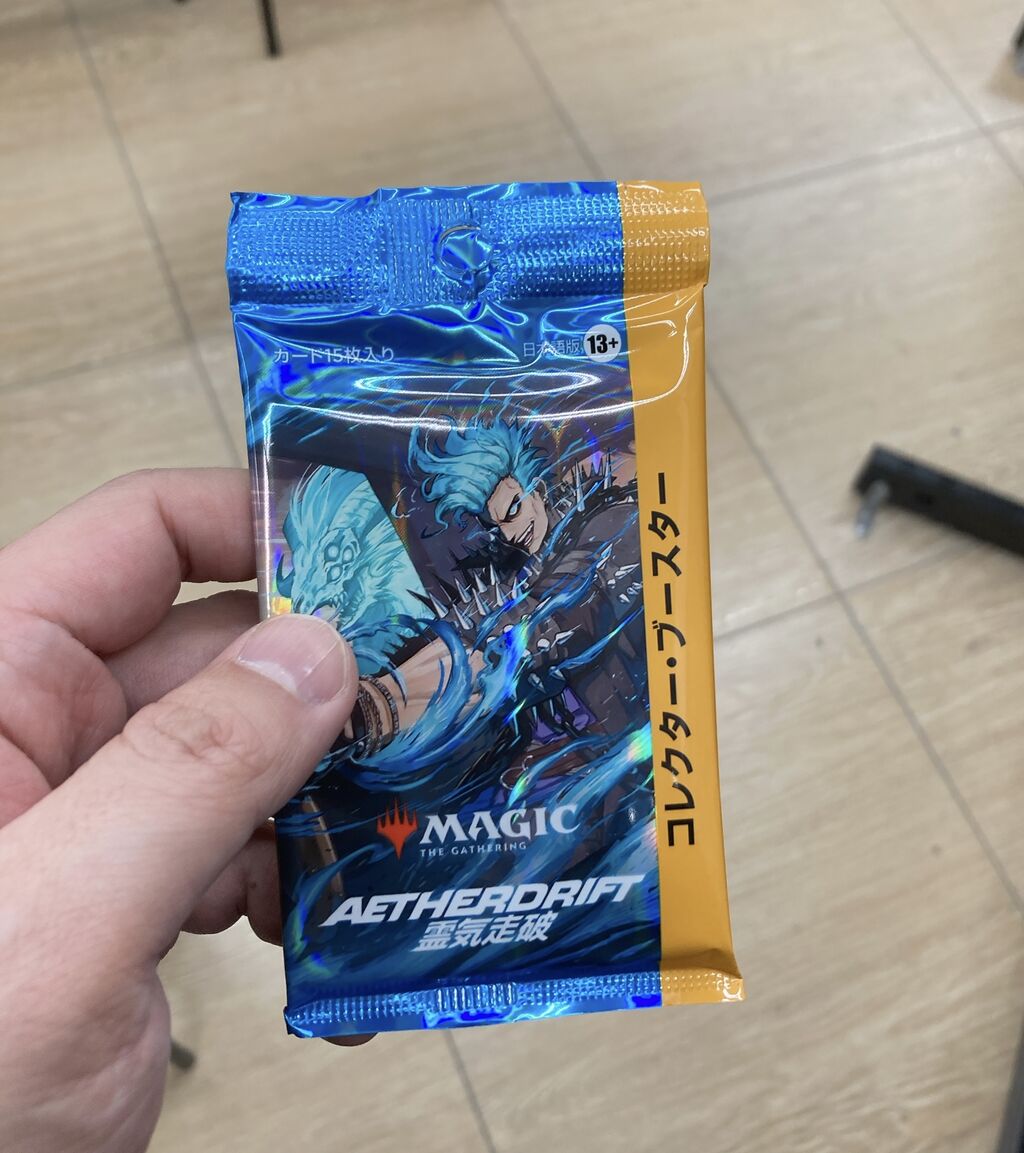 カード15枚入り
日本語版 13+
MAGIC
THE GATHERING
AETHERDRIFT
霊気走破
コレクター・ブースター